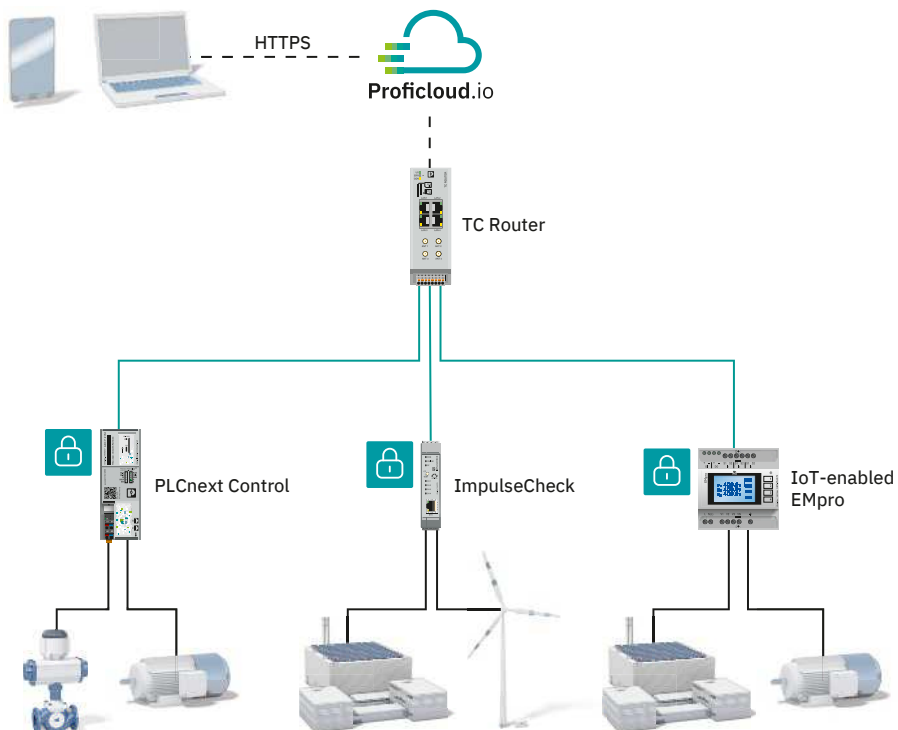 HTTPS
Proficloud.io
TC Router
PLCnext Control
ImpulseCheck
IoT-enabled
EMpro